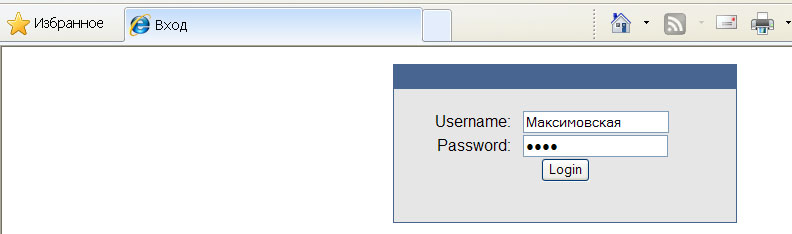 Избранное
Вход
Username: Максимовская
Password: ●●●●
Login